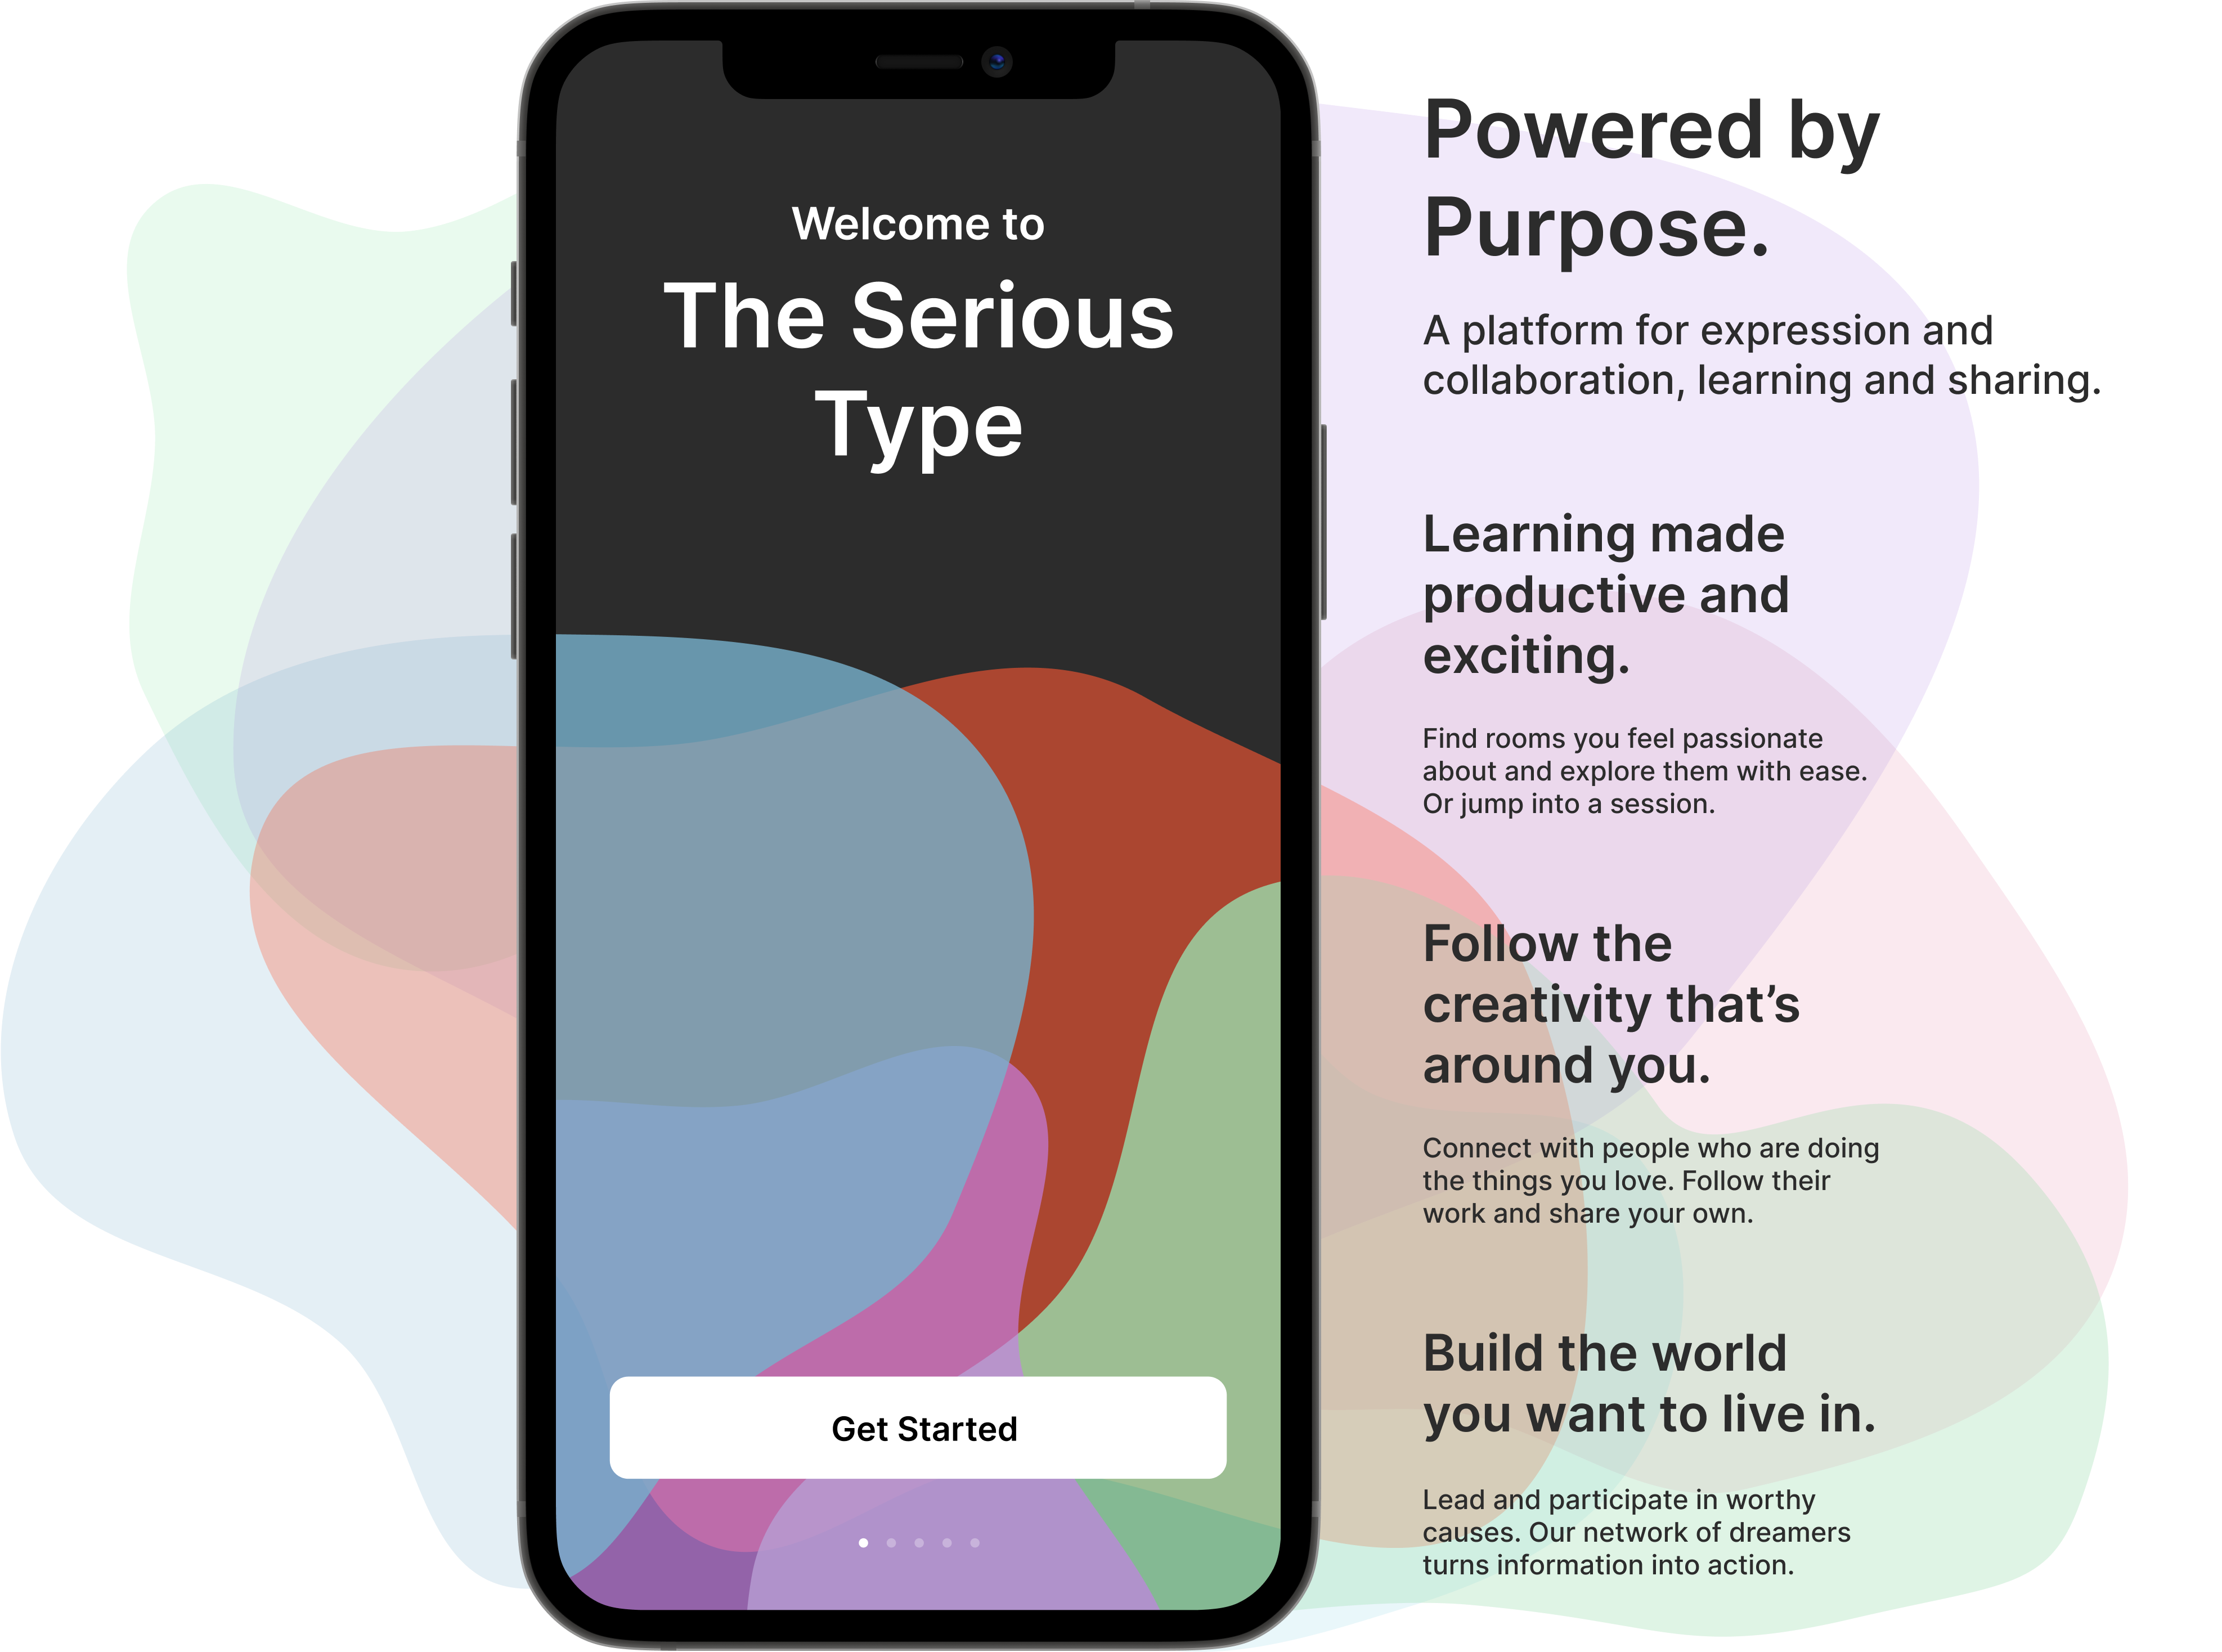 Welcome to
The Serious
Type
Get Started
Powered by
Purpose.
A platform for expression and
collaboration, learning and sharing.
Learning made
productive and
exciting.
Find rooms you feel passionate
about and explore them with ease.
Or jump into a session.
Follow the
creativity that’s
around you.
Connect with people who are doing
the things you love. Follow their
work and share your own.
Build the world
you want to live in.
Lead and participate in worthy
causes. Our network of dreamers
turns information into action.